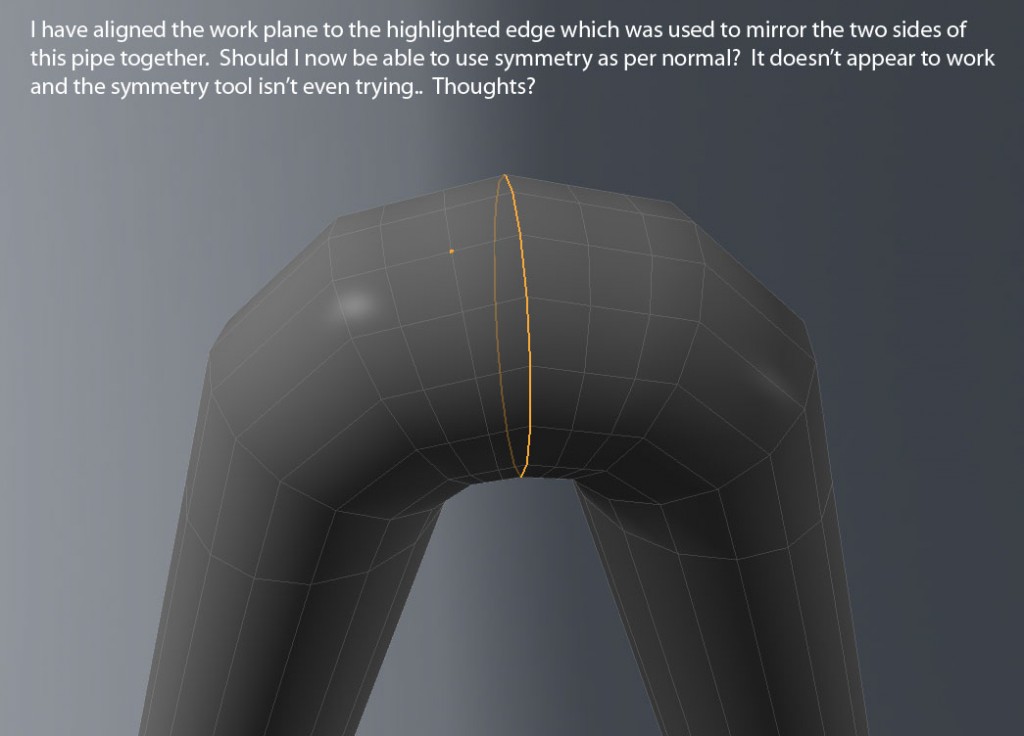 I have aligned the work plane to the highlighted edge which was used to mirror the two sides of
this pipe together.  Should I now be able to use symmetry as per normal?  It doesn't appear to work
and the symmetry tool isn't even trying..  Thoughts?